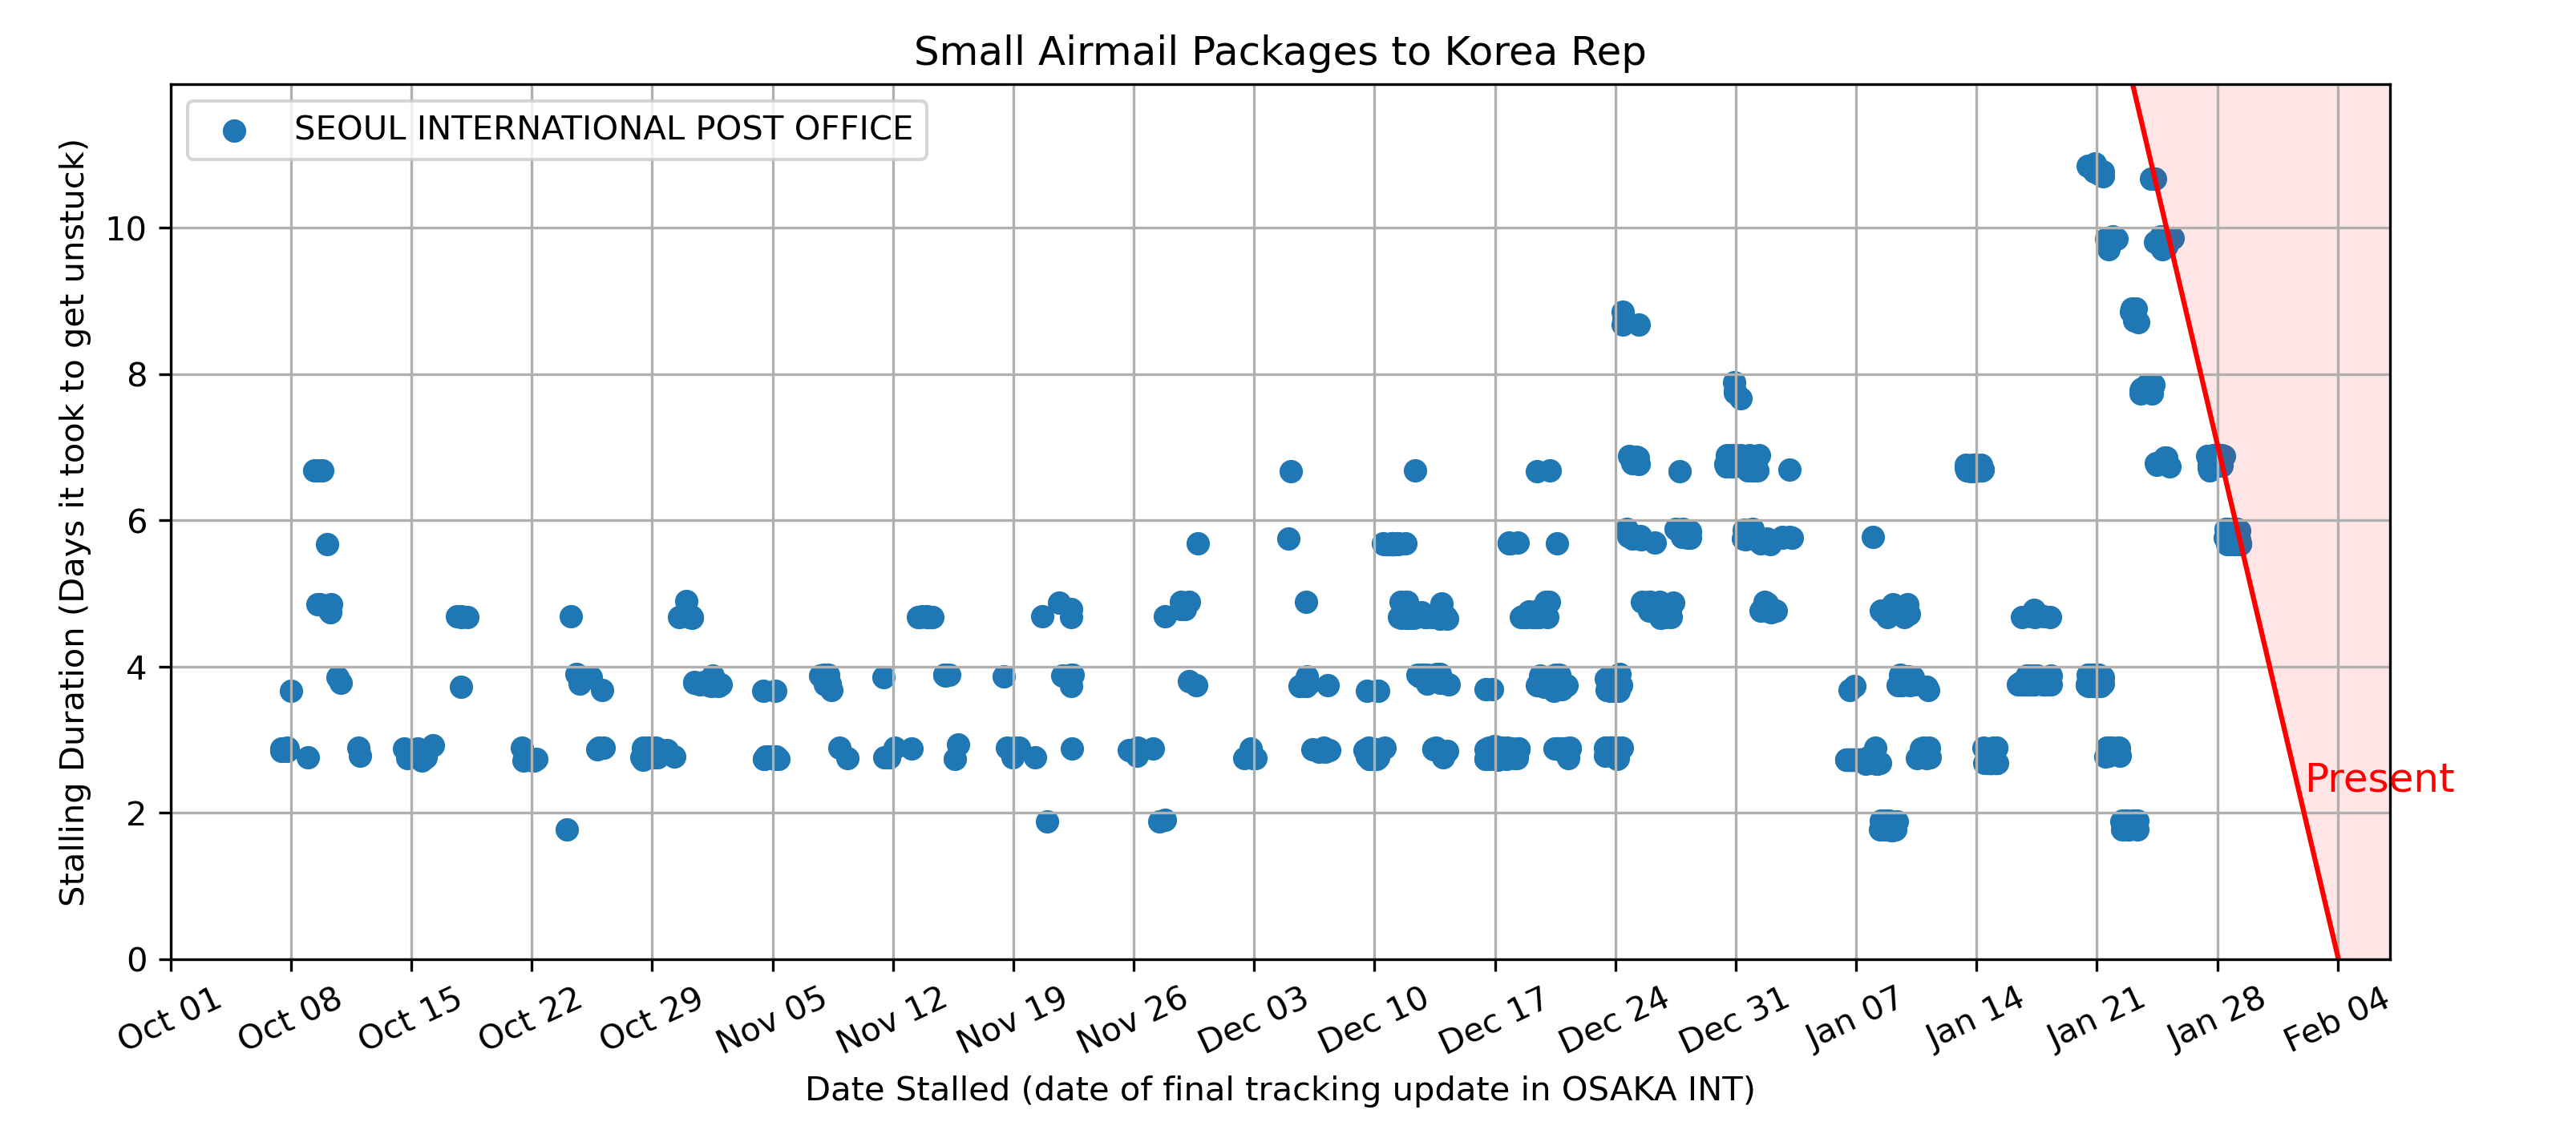 Small Airmail Packages to Korea Rep
SEOUL INTERNATIONAL POST OFFICE
Stalling Duration (Days it took to get unstuck)
10
8
6
4
2
0
Present
Oct 01
Oct 08
Oct 15
Oct 22
Oct 29
Nov 05
Nov 12
Nov 19
Nov 26
Dec 03
Dec 10
Dec 17
Dec 24
Dec 31
Jan 07
Jan 14
Jan 21
Jan 28
Feb 04
Date Stalled (date of final tracking update in OSAKA INT)